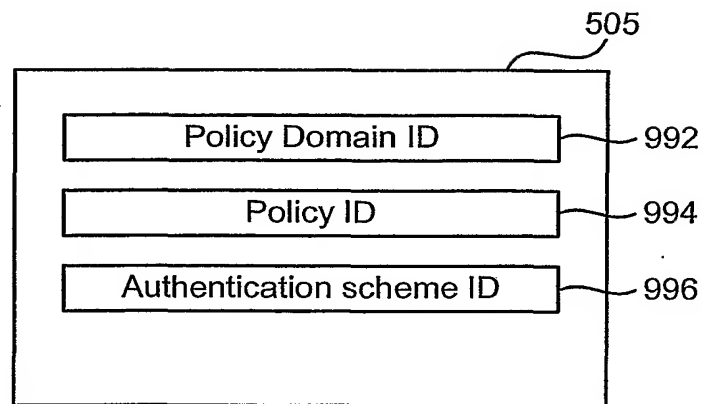 505
Policy Domain ID 992
Policy ID 994
Authentication scheme ID 996